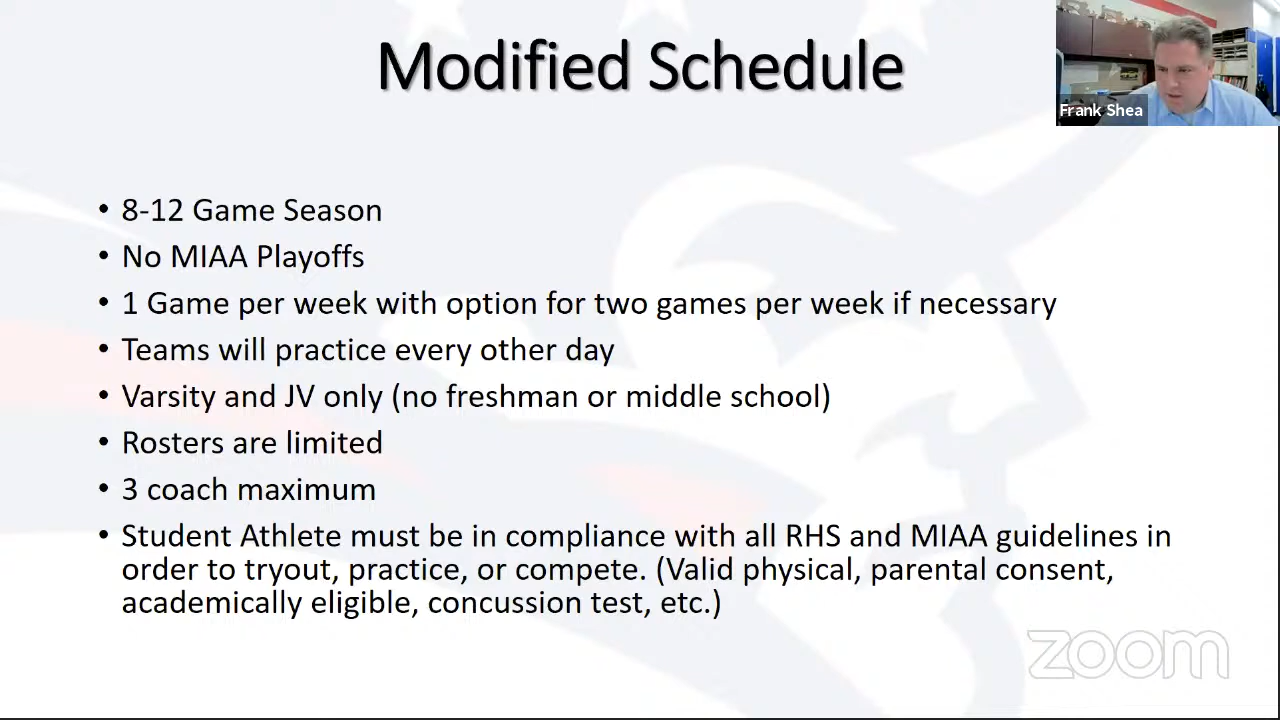 Modified Schedule
Frank Shea
• 8-12 Game Season
• No MIAA Playoffs
• 1 Game per week with option for two games per week if necessary
• Teams will practice every other day
• Varsity and JV only (no freshman or middle school)
• Rosters are limited
• 3 coach maximum
• Student Athlete must be in compliance with all RHS and MIAA guidelines in
order to tryout, practice, or compete. (Valid physical, parental consent,
academically eligible, concussion test, etc.)
zoom